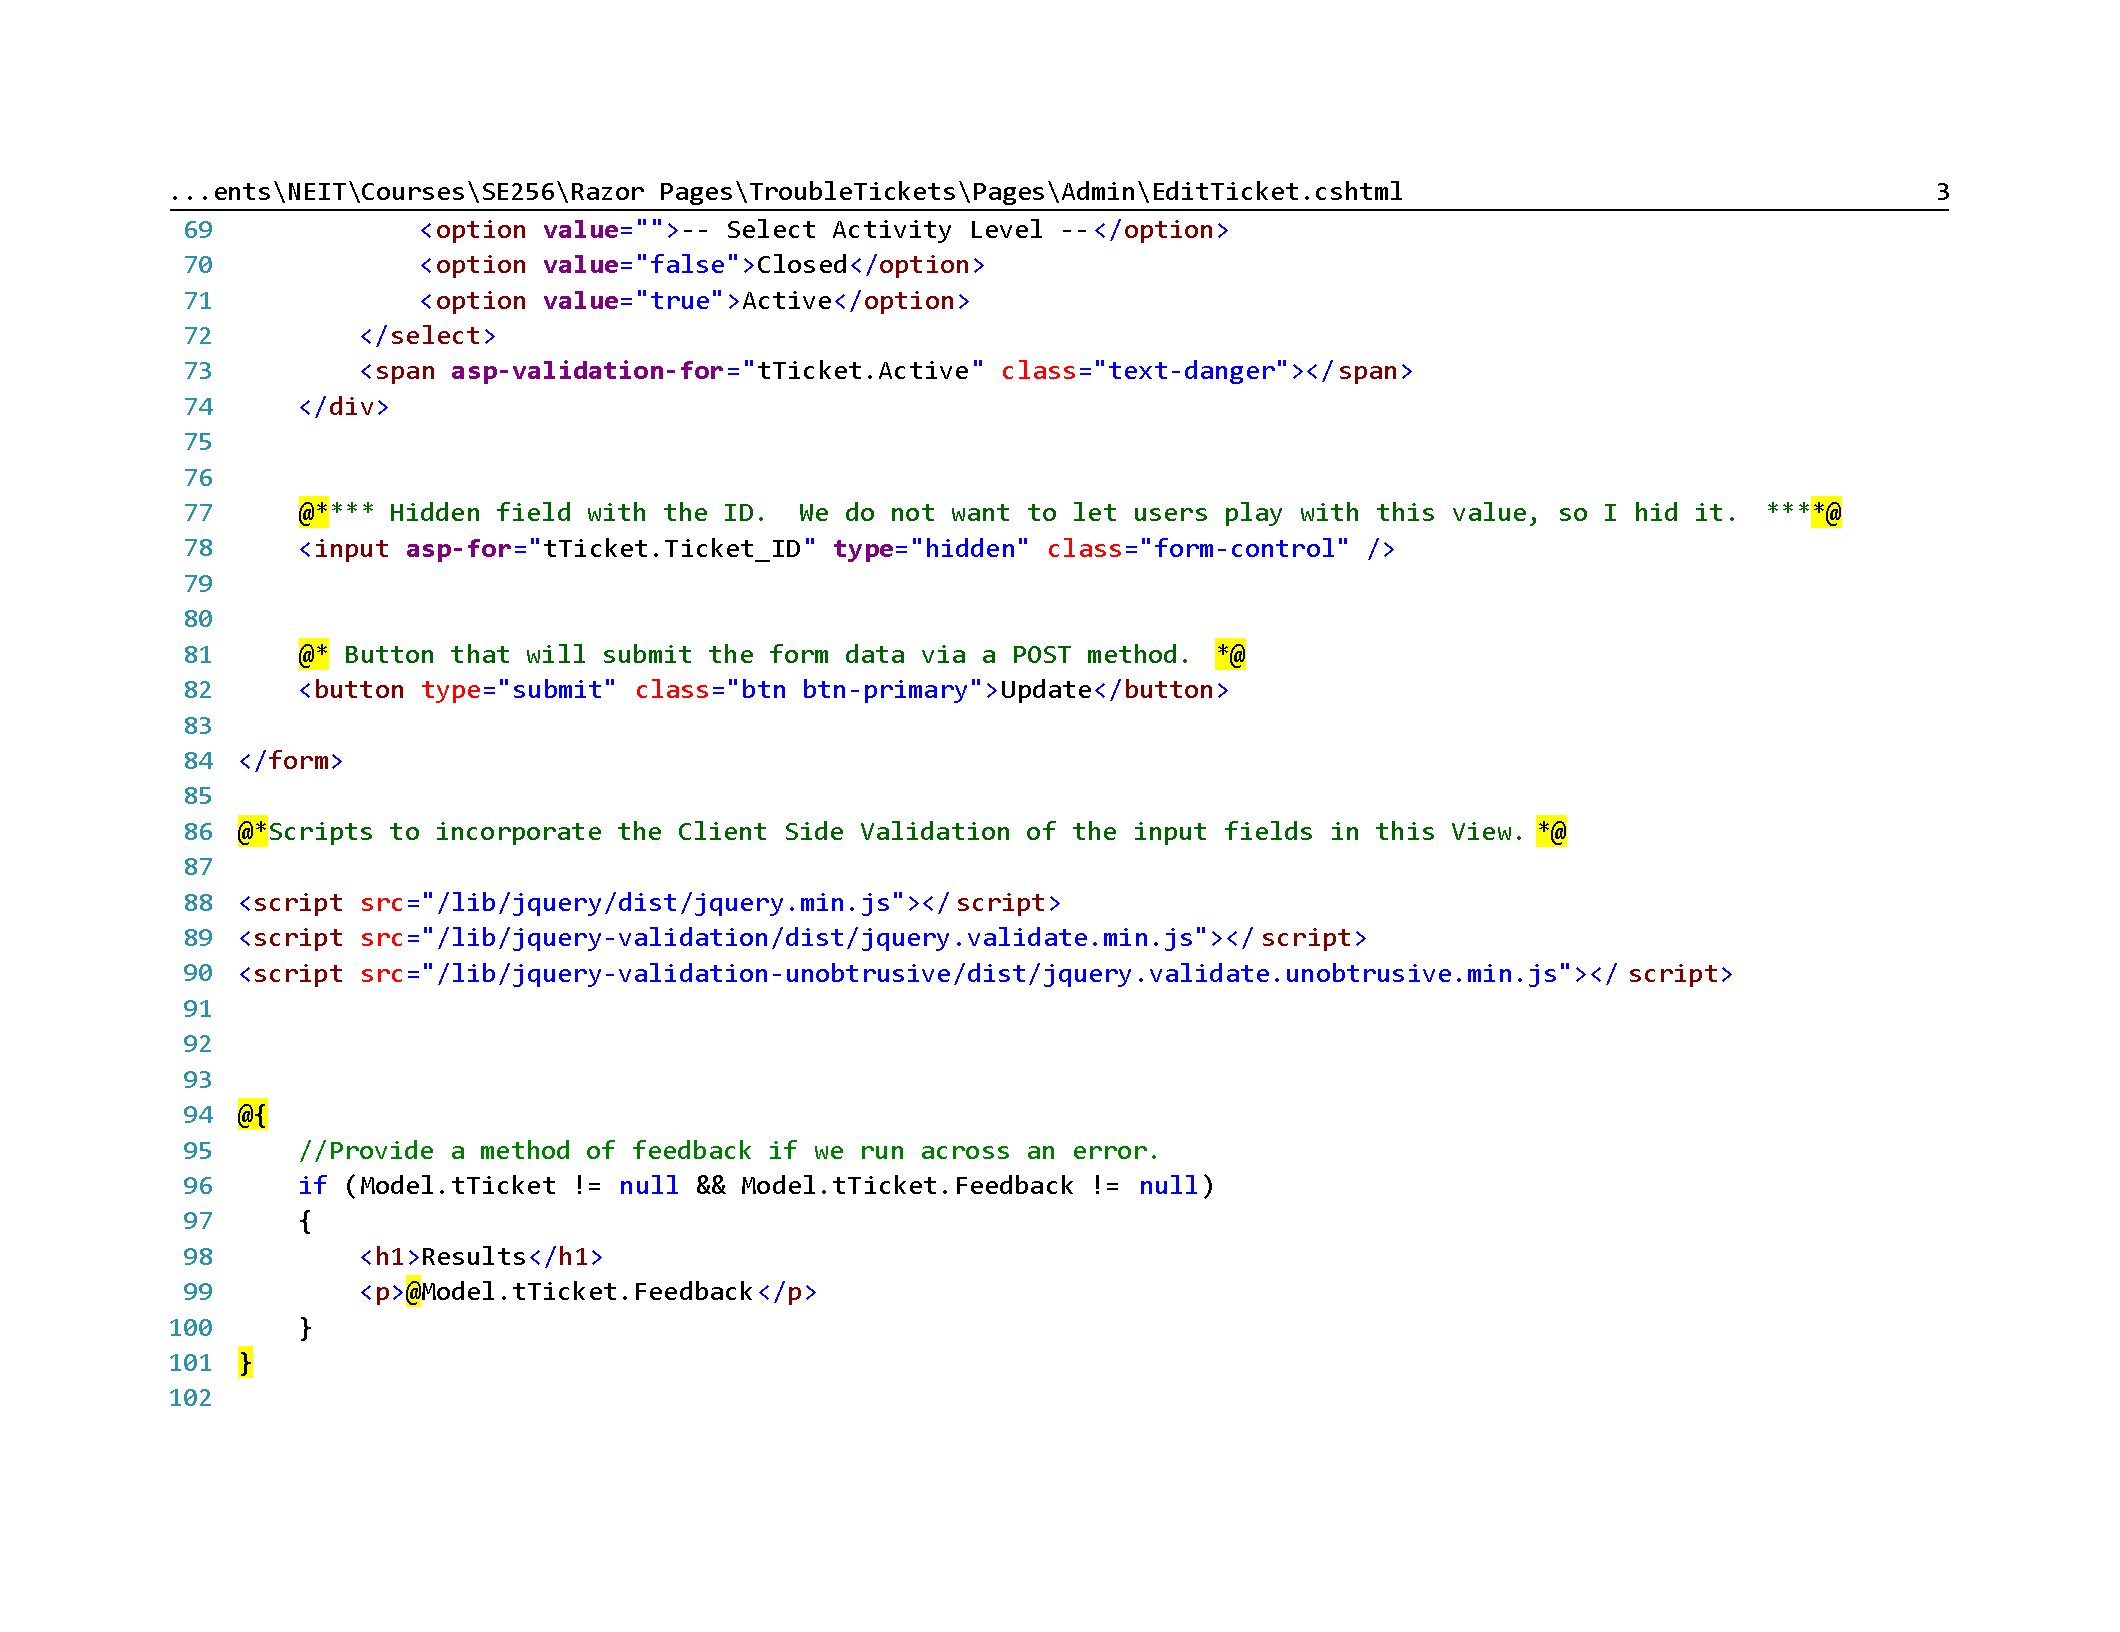 ...ents\NEIT\Courses\SE256\Razor Pages\TroubleTickets\Pages\Admin\EditTicket.cshtml 3
69 <option value="">-- Select Activity Level --</option>
70 <option value="false">Closed</option>
71 <option value="true">Active</option>
72 </select>
73 <span asp-validation-for="tTicket.Active" class="text-danger"></span>
74 </div>
75
76
77 @**** Hidden field with the ID.  We do not want to let users play with this value, so I hid it.  ****@
78 <input asp-for="tTicket.Ticket_ID" type="hidden" class="form-control" />
79
80
81 @* Button that will submit the form data via a POST method.  *@
82 <button type="submit" class="btn btn-primary">Update</button>
83
84 </form>
85
86 @*Scripts to incorporate the Client Side Validation of the input fields in this View. *@
87
88 <script src="/lib/jquery/dist/jquery.min.js"></script>
89 <script src="/lib/jquery-validation/dist/jquery.validate.min.js"></script>
90 <script src="/lib/jquery-validation-unobtrusive/dist/jquery.validate.unobtrusive.min.js"></script>
91
92
93
94 @{
95 //Provide a method of feedback if we run across an error.
96 if (Model.tTicket != null && Model.tTicket.Feedback != null)
97 {
98 <h1>Results</h1>
99 <p>@Model.tTicket.Feedback</p>
100 }
101 }
102